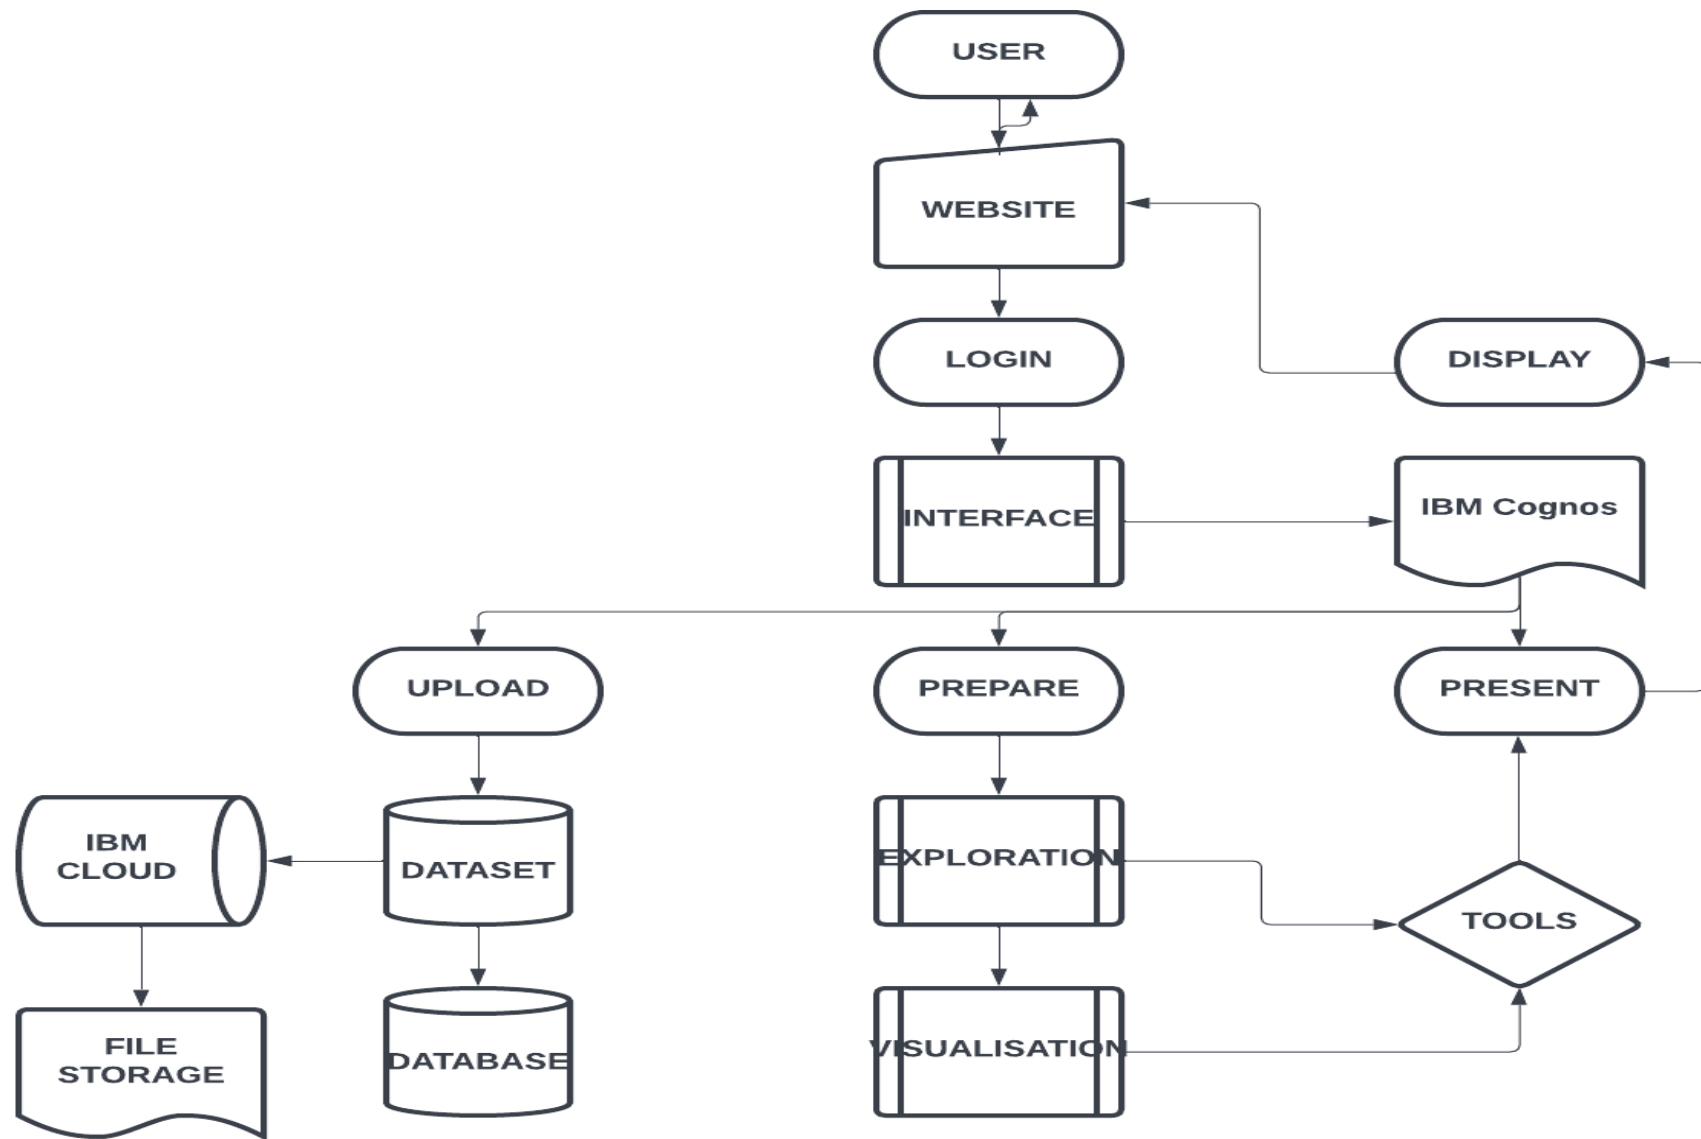 USER
WEBSITE
LOGIN
DISPLAY
INTERFACE
IBM Cognos
UPLOAD
PREPARE
PRESENT
IBM
CLOUD
DATASET
EXPLORATION
TOOLS
FILE
STORAGE
DATABASE
VISUALISATION